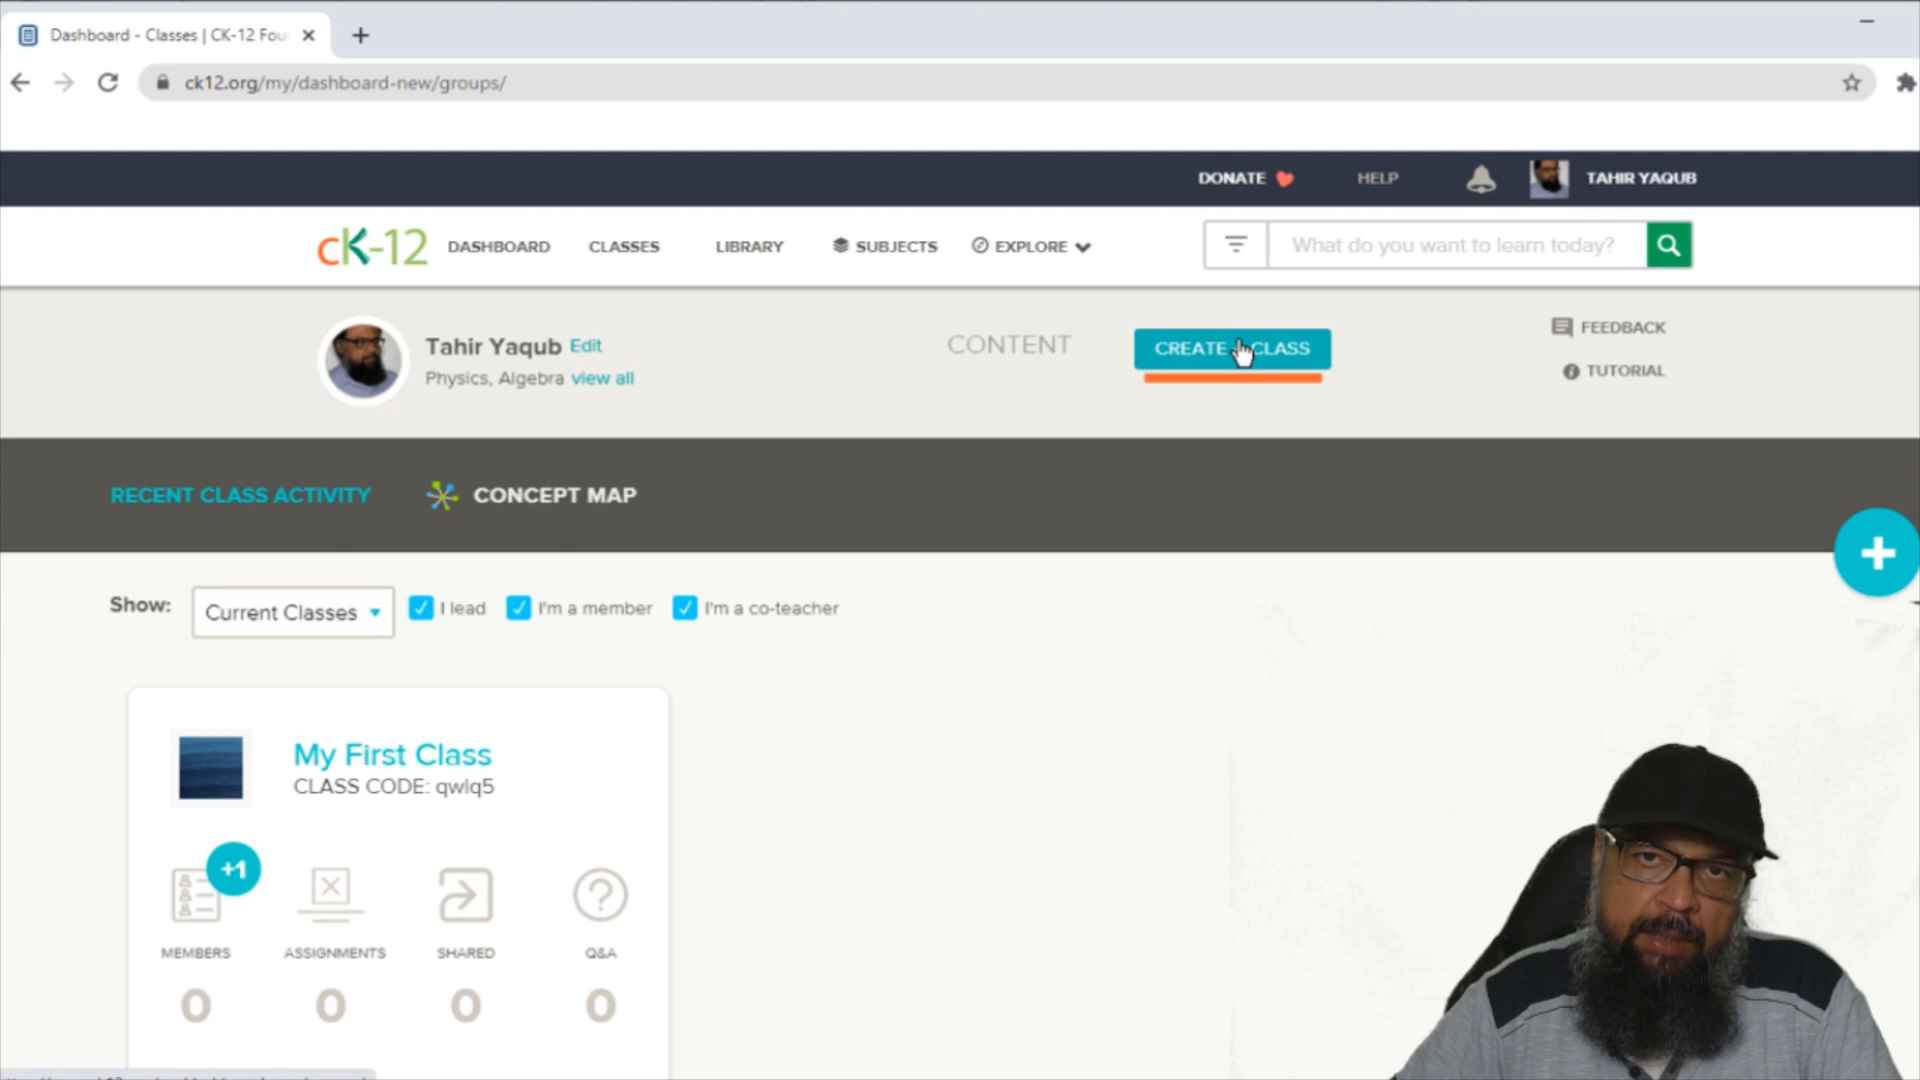 Dashboard - Classes | CK-12 Fou
ck12.org/my/dashboard-new/groups/
DONATE HELP TAHIR YAQUB
cK-12 DASHBOARD CLASSES LIBRARY SUBJECTS EXPLORE What do you want to learn today?
Tahir Yaqub Edit
Physics, Algebra view all
CONTENT
CREATE CLASS
FEEDBACK
TUTORIAL
RECENT CLASS ACTIVITY CONCEPT MAP
Show: Current Classes I lead I'm a member I'm a co-teacher
My First Class
CLASS CODE: qwlq5
+1
MEMBERS ASSIGNMENTS SHARED Q&A
0 0 0 0